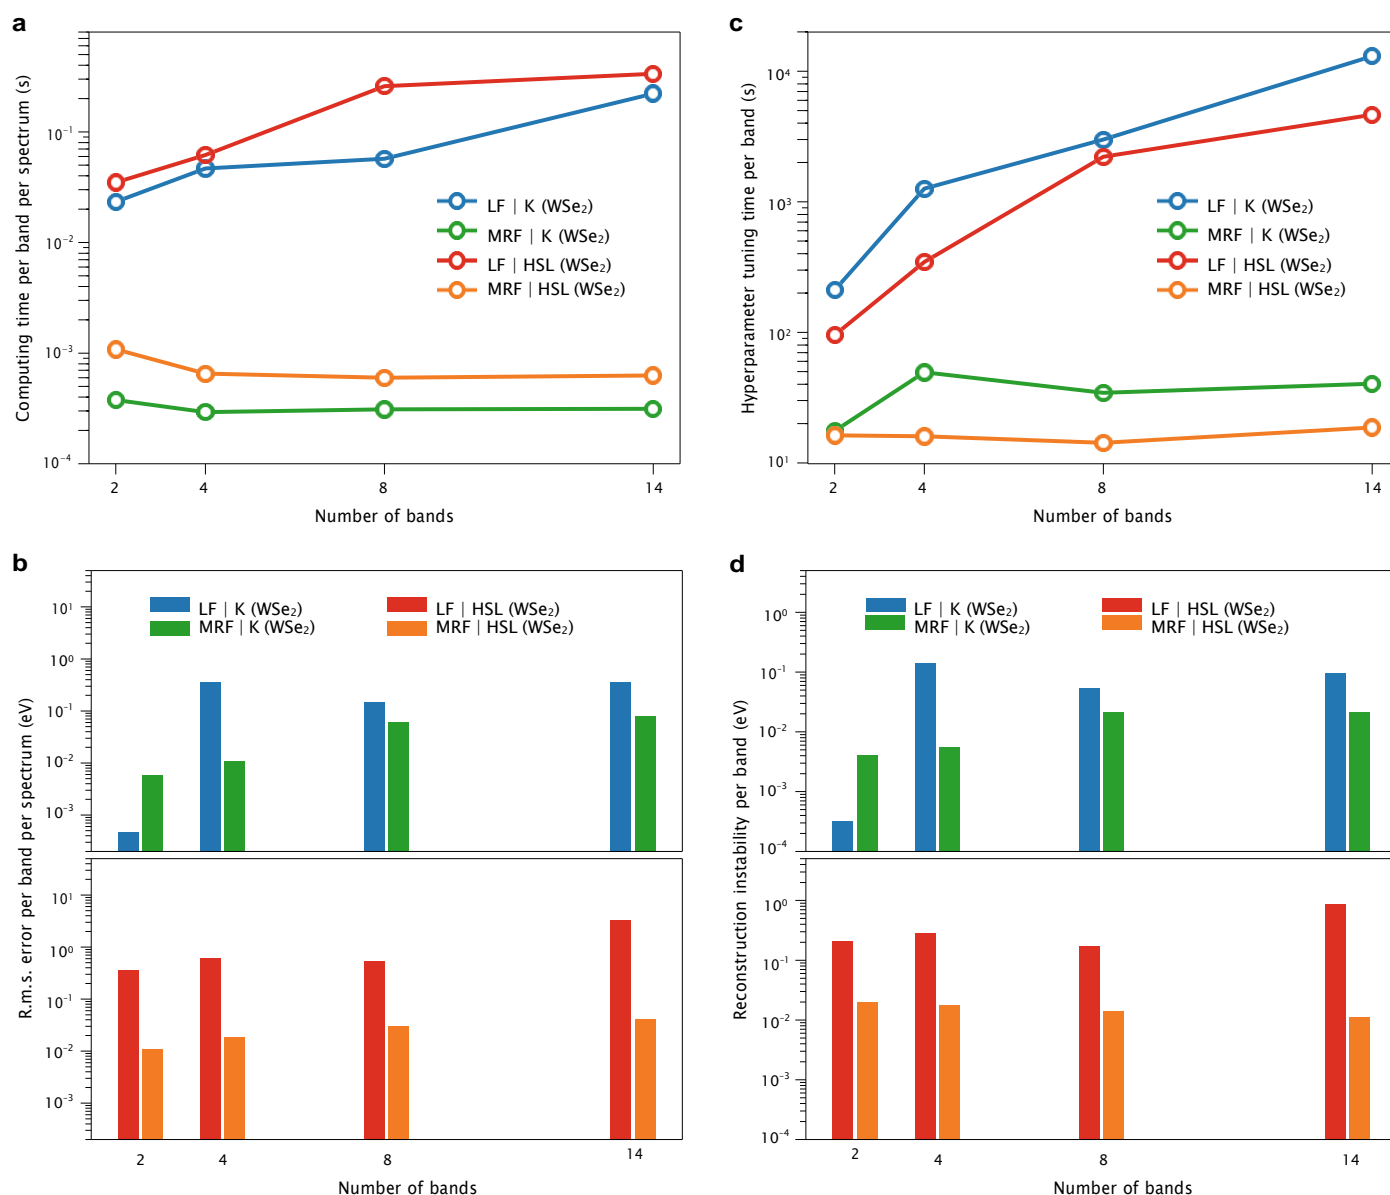 a
Computing time per band per spectrum (s)
10⁻¹
10⁻²
10⁻³
10⁻⁴
LF | K (WSe₂)
MRF | K (WSe₂)
LF | HSL (WSe₂)
MRF | HSL (WSe₂)
2 4 8 14
Number of bands
c
Hyperparameter tuning time per band (s)
10⁴
10³
10²
10¹
LF | K (WSe₂)
MRF | K (WSe₂)
LF | HSL (WSe₂)
MRF | HSL (WSe₂)
2 4 8 14
Number of bands
b
R.m.s. error per band per spectrum (eV)
LF | K (WSe₂) LF | HSL (WSe₂)
MRF | K (WSe₂) MRF | HSL (WSe₂)
10¹
10⁰
10⁻¹
10⁻²
10⁻³
10¹
10⁰
10⁻¹
10⁻²
10⁻³
2 4 8 14
Number of bands
d
Reconstruction instability per band (eV)
LF | K (WSe₂) LF | HSL (WSe₂)
MRF | K (WSe₂) MRF | HSL (WSe₂)
10⁰
10⁻¹
10⁻²
10⁻³
10⁻⁴
10⁰
10⁻¹
10⁻²
10⁻³
10⁻⁴
2 4 8 14
Number of bands